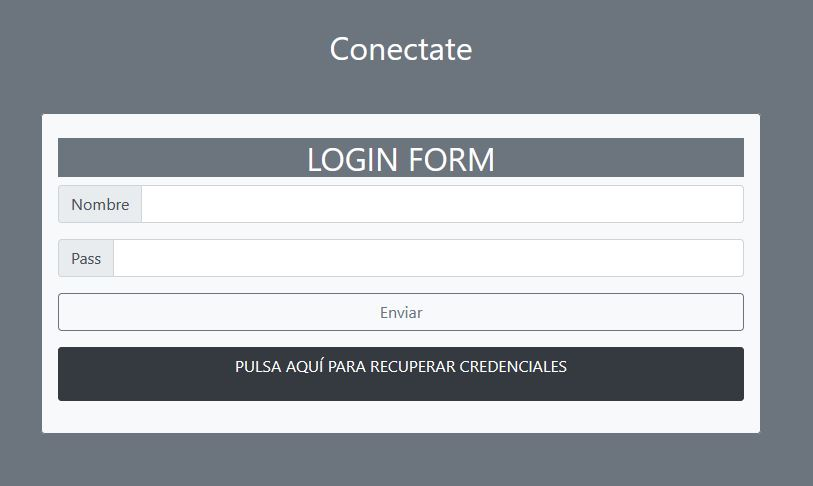 Conectate
LOGIN FORM
Nombre
Pass
Enviar
PULSA AQUÍ PARA RECUPERAR CREDENCIALES